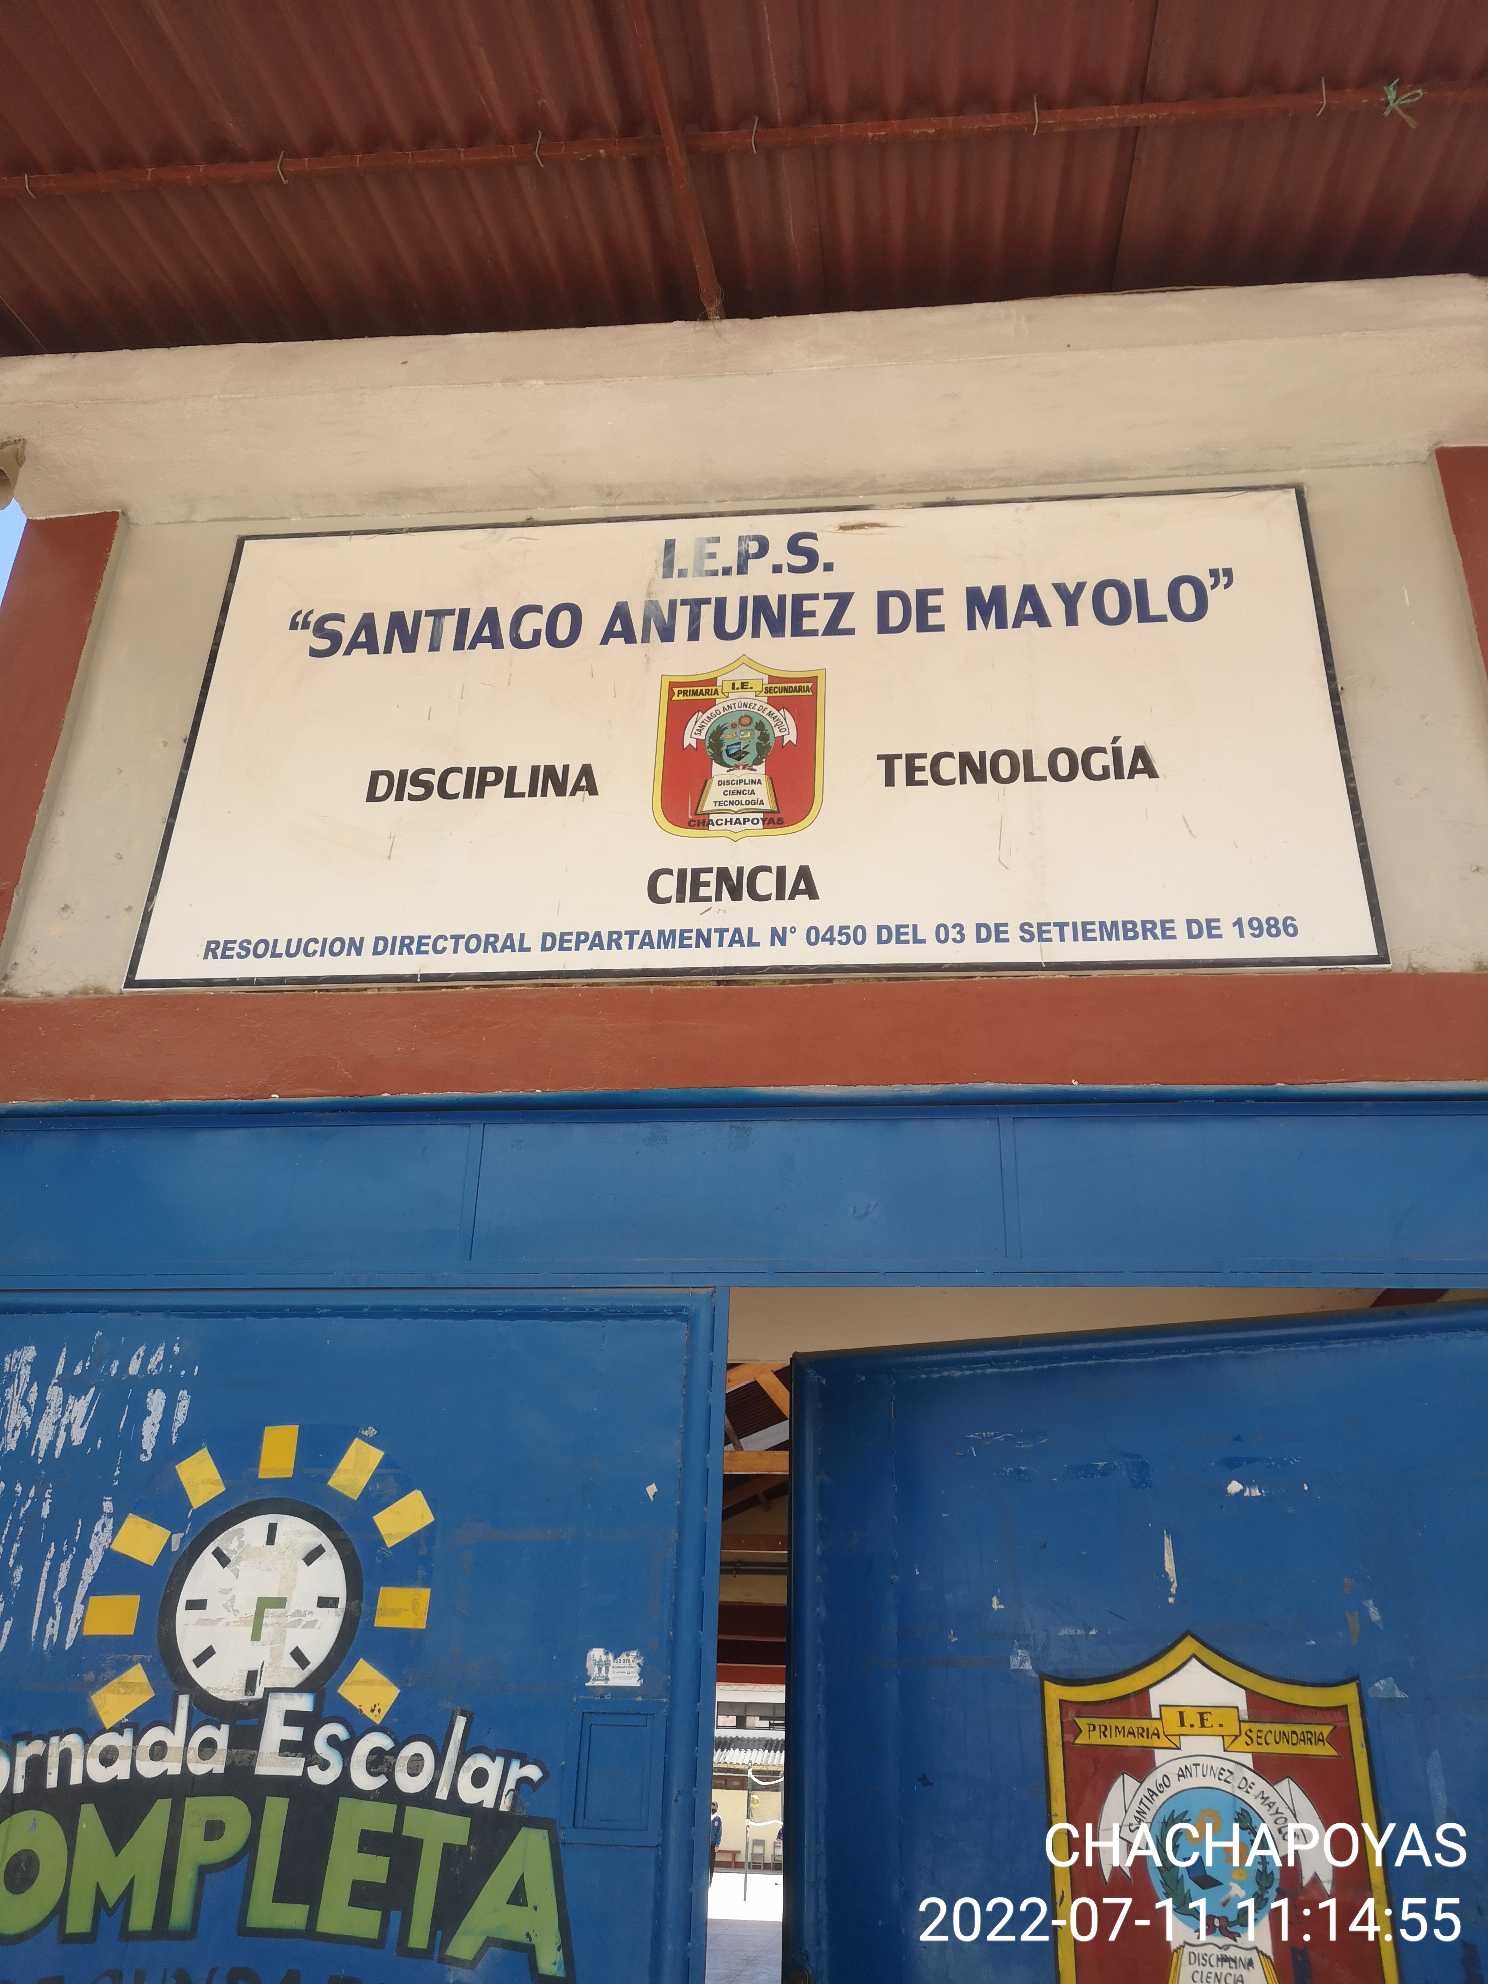 I.E.P.S.
“SANTIAGO ANTUNEZ DE MAYOLO”
PRIMARIA I.E. SECUNDARIA
SANTIAGO ANTÚNEZ DE MAYOLO
DISCIPLINA
CIENCIA
TECNOLOGÍA
CHACHAPOYAS
DISCIPLINA TECNOLOGÍA
CIENCIA
RESOLUCION DIRECTORAL DEPARTAMENTAL N° 0450 DEL 03 DE SETIEMBRE DE 1986
ornada Escolar
OMPLETA
PRIMARIA I.E. SECUNDARIA
SANTIAGO ANTUNEZ DE MAYOLO
DISCIPLINA
CIENCIA
CHACHAPOYAS
2022-07-11 11:14:55